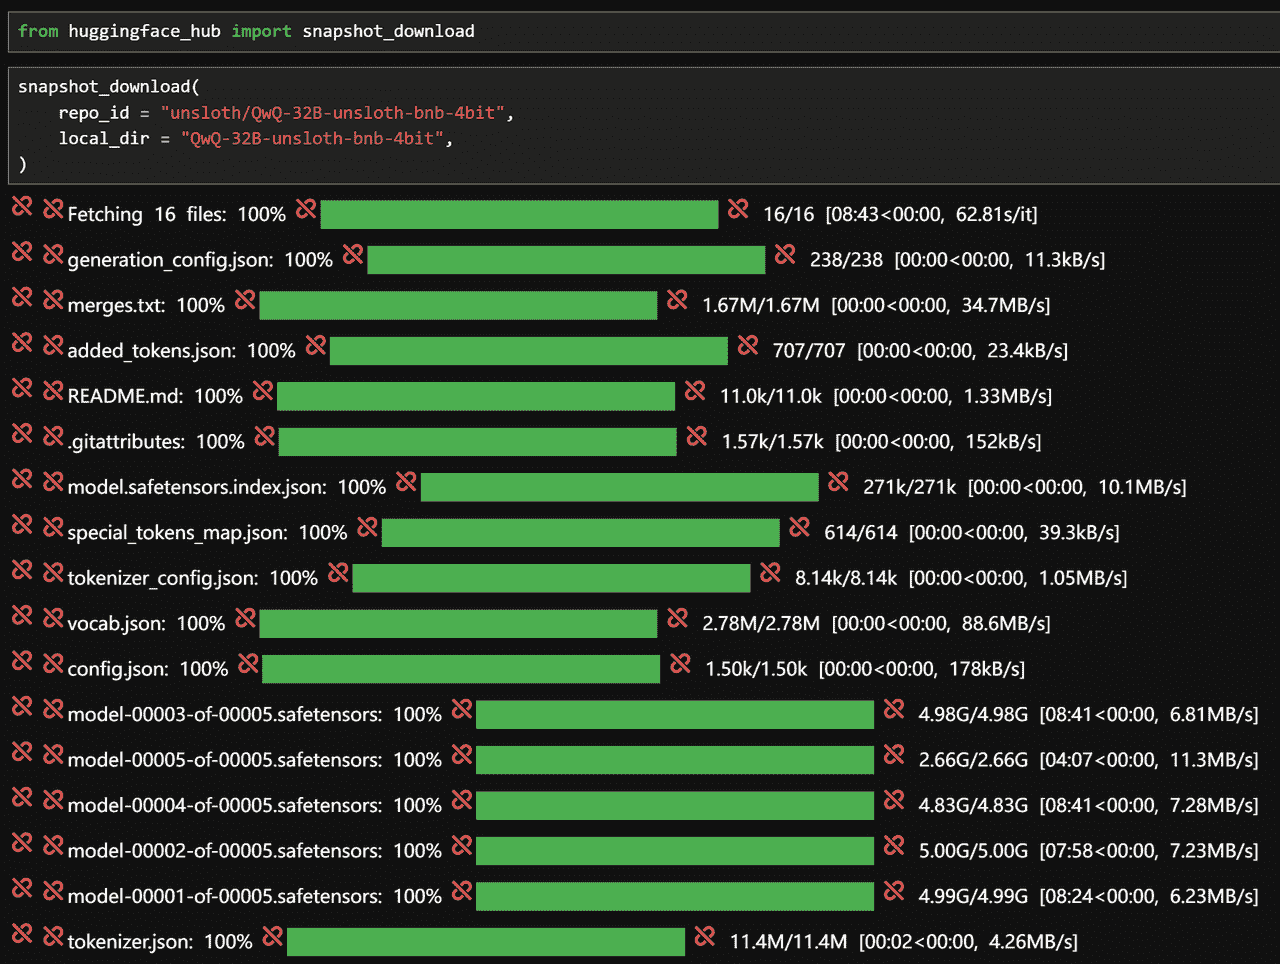 from huggingface_hub import snapshot_download
snapshot_download(
    repo_id = "unsloth/QwQ-32B-unsloth-bnb-4bit",
    local_dir = "QwQ-32B-unsloth-bnb-4bit",
)
Fetching 16 files: 100% 16/16 [08:43<00:00, 62.81s/it]
generation_config.json: 100% 238/238 [00:00<00:00, 11.3kB/s]
merges.txt: 100% 1.67M/1.67M [00:00<00:00, 34.7MB/s]
added_tokens.json: 100% 707/707 [00:00<00:00, 23.4kB/s]
README.md: 100% 11.0k/11.0k [00:00<00:00, 1.33MB/s]
.gitattributes: 100% 1.57k/1.57k [00:00<00:00, 152kB/s]
model.safetensors.index.json: 100% 271k/271k [00:00<00:00, 10.1MB/s]
special_tokens_map.json: 100% 614/614 [00:00<00:00, 39.3kB/s]
tokenizer_config.json: 100% 8.14k/8.14k [00:00<00:00, 1.05MB/s]
vocab.json: 100% 2.78M/2.78M [00:00<00:00, 88.6MB/s]
config.json: 100% 1.50k/1.50k [00:00<00:00, 178kB/s]
model-00003-of-00005.safetensors: 100% 4.98G/4.98G [08:41<00:00, 6.81MB/s]
model-00005-of-00005.safetensors: 100% 2.66G/2.66G [04:07<00:00, 11.3MB/s]
model-00004-of-00005.safetensors: 100% 4.83G/4.83G [08:41<00:00, 7.28MB/s]
model-00002-of-00005.safetensors: 100% 5.00G/5.00G [07:58<00:00, 7.23MB/s]
model-00001-of-00005.safetensors: 100% 4.99G/4.99G [08:24<00:00, 6.23MB/s]
tokenizer.json: 100% 11.4M/11.4M [00:02<00:00, 4.26MB/s]